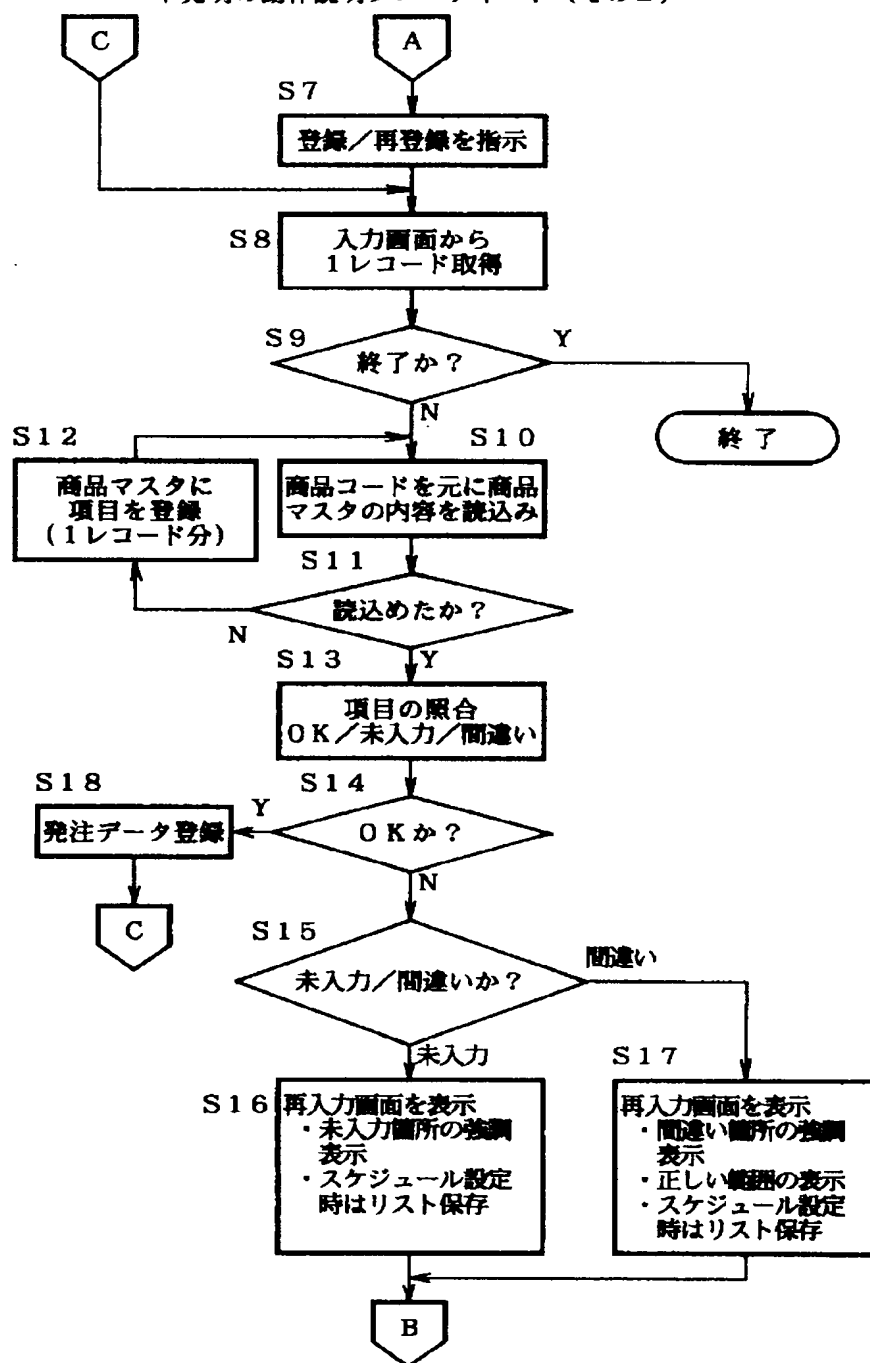 C
A
S7
登録／再登録を指示
S8
入力画面から
1レコード取得
S9
終了か？
Y
N
終了
S12
商品マスタに
項目を登録
(1レコード分)
S10
商品コードを元に商品
マスタの内容を読込み
S11
読込めたか？
N
Y
S13
項目の照合
OK／未入力／間違い
S14
OKか？
Y
N
S18
発注データ登録
C
S15
未入力／間違いか？
間違い
未入力
S16
再入力画面を表示
・未入力箇所の強調
表示
・スケジュール設定
時はリスト保存
S17
再入力画面を表示
・間違い箇所の強調
表示
・正しい範囲の表示
・スケジュール設定
時はリスト保存
B